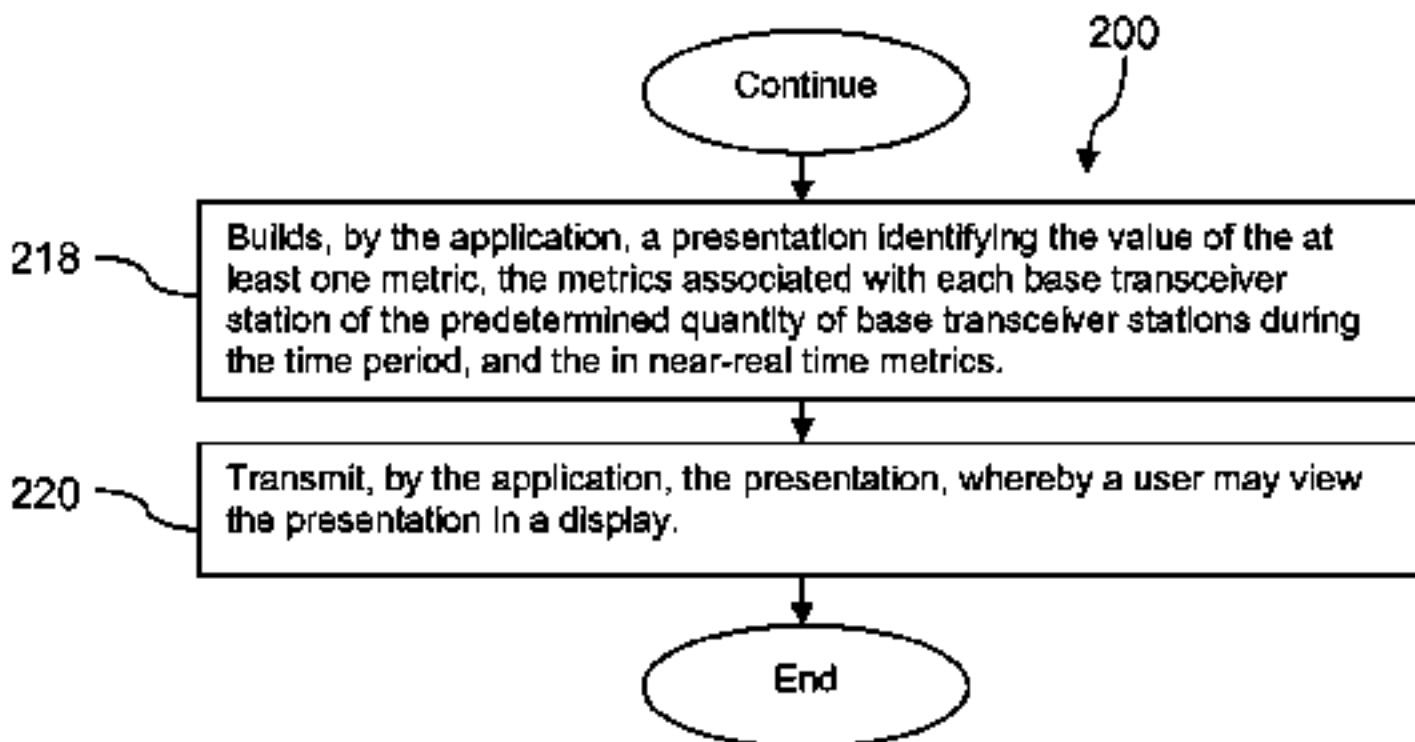 200
Continue
218
Builds, by the application, a presentation identifying the value of the at
least one metric, the metrics associated with each base transceiver
station of the predetermined quantity of base transceiver stations during
the time period, and the in near-real time metrics.
220
Transmit, by the application, the presentation, whereby a user may view
the presentation in a display.
End